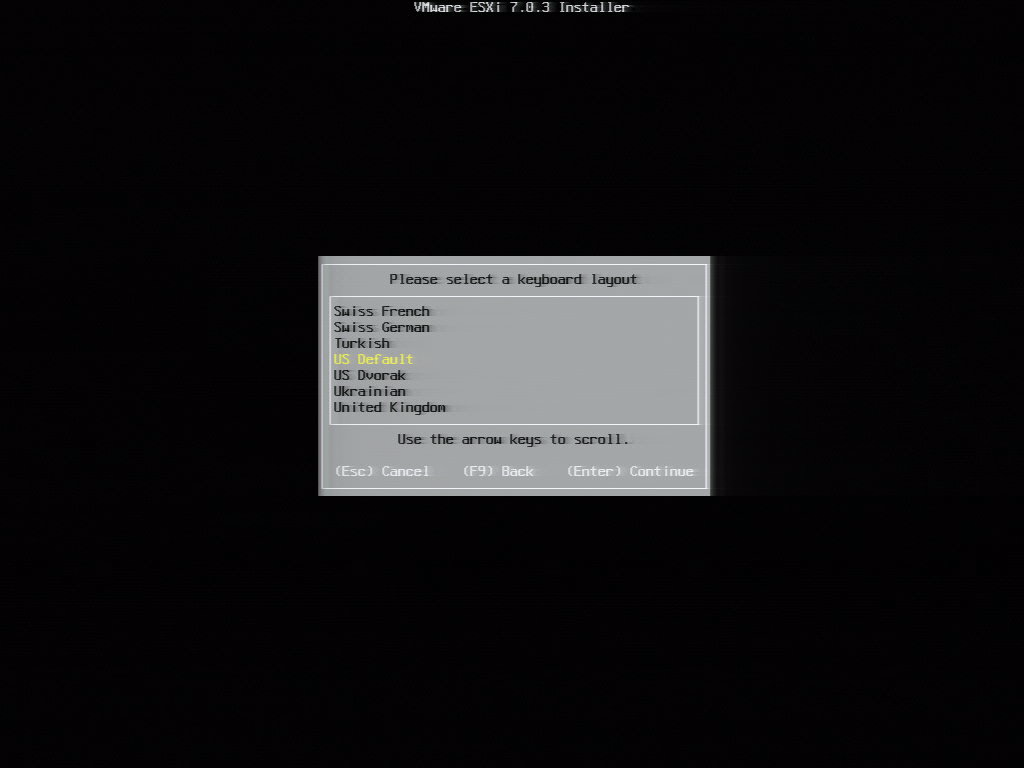 VMware ESXi 7.0.3 Installer
Please select a keyboard layout
Swiss French
Swiss German
Turkish
US Default
US Dvorak
Ukrainian
United Kingdom
Use the arrow keys to scroll.
(Esc) Cancel (F9) Back (Enter) Continue